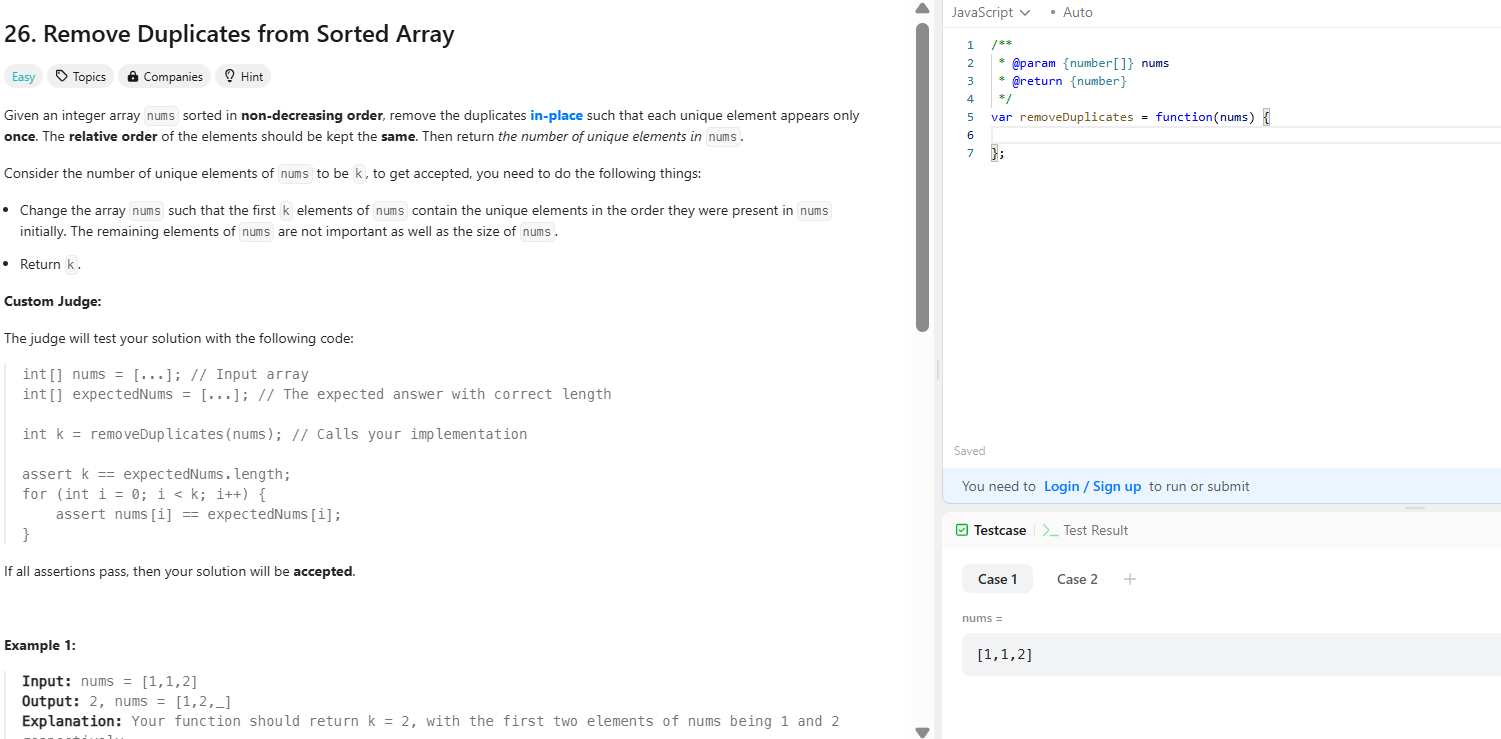 26. Remove Duplicates from Sorted Array
Easy Topics Companies Hint
Given an integer array nums sorted in non-decreasing order, remove the duplicates in-place such that each unique element appears only
once. The relative order of the elements should be kept the same. Then return the number of unique elements in nums.
Consider the number of unique elements of nums to be k, to get accepted, you need to do the following things:
• Change the array nums such that the first k elements of nums contain the unique elements in the order they were present in nums
initially. The remaining elements of nums are not important as well as the size of nums.
• Return k.
Custom Judge:
The judge will test your solution with the following code:
int[] nums = [...]; // Input array
int[] expectedNums = [...]; // The expected answer with correct length
int k = removeDuplicates(nums); // Calls your implementation
assert k == expectedNums.length;
for (int i = 0; i < k; i++) {
    assert nums[i] == expectedNums[i];
}
If all assertions pass, then your solution will be accepted.
Example 1:
Input: nums = [1,1,2]
Output: 2, nums = [1,2,_]
Explanation: Your function should return k = 2, with the first two elements of nums being 1 and 2
respectively
JavaScript • Auto
1 /**
2  * @param {number[]} nums
3  * @return {number}
4  */
5 var removeDuplicates = function(nums) {
6
7 };
Saved
You need to Login / Sign up to run or submit
Testcase >_ Test Result
Case 1 Case 2 +
nums =
[1,1,2]